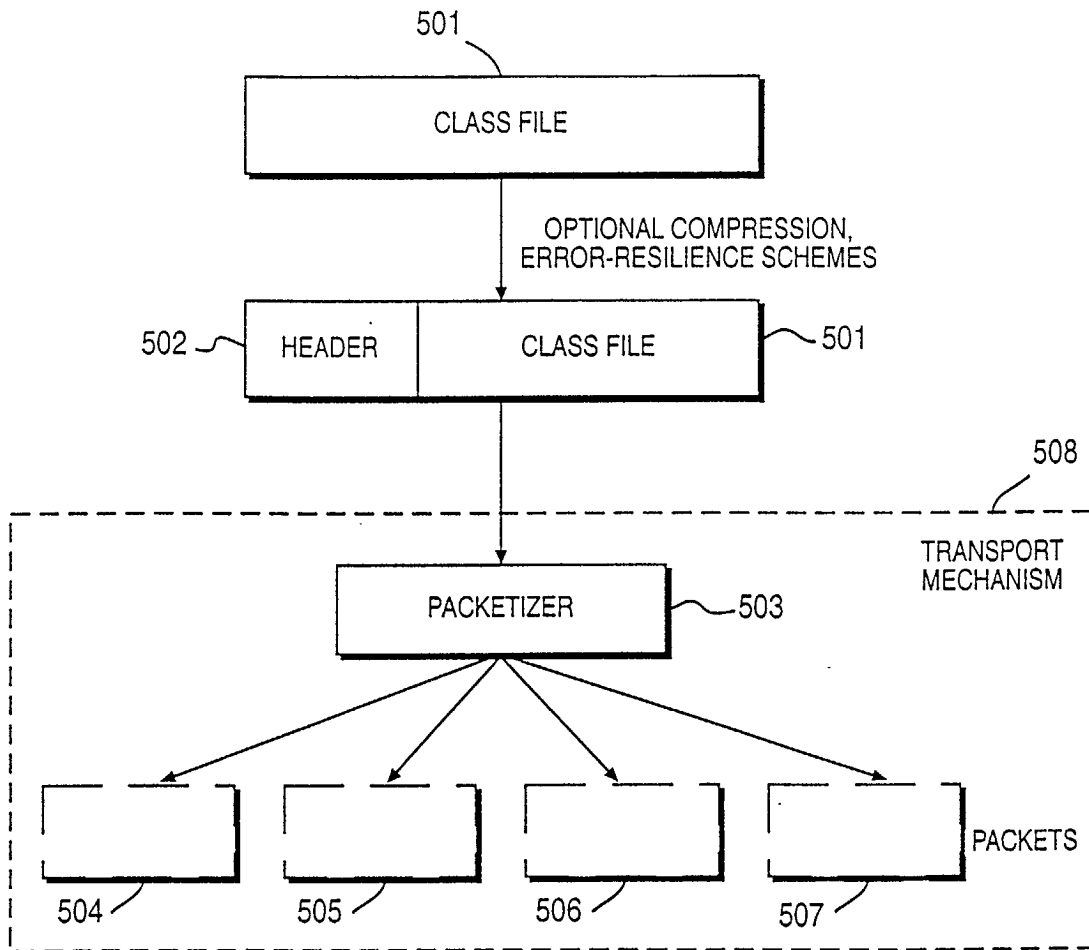 501
CLASS FILE
OPTIONAL COMPRESSION,
ERROR-RESILIENCE SCHEMES
502
HEADER
CLASS FILE
501
508
TRANSPORT
MECHANISM
PACKETIZER
503
PACKETS
504
505
506
507